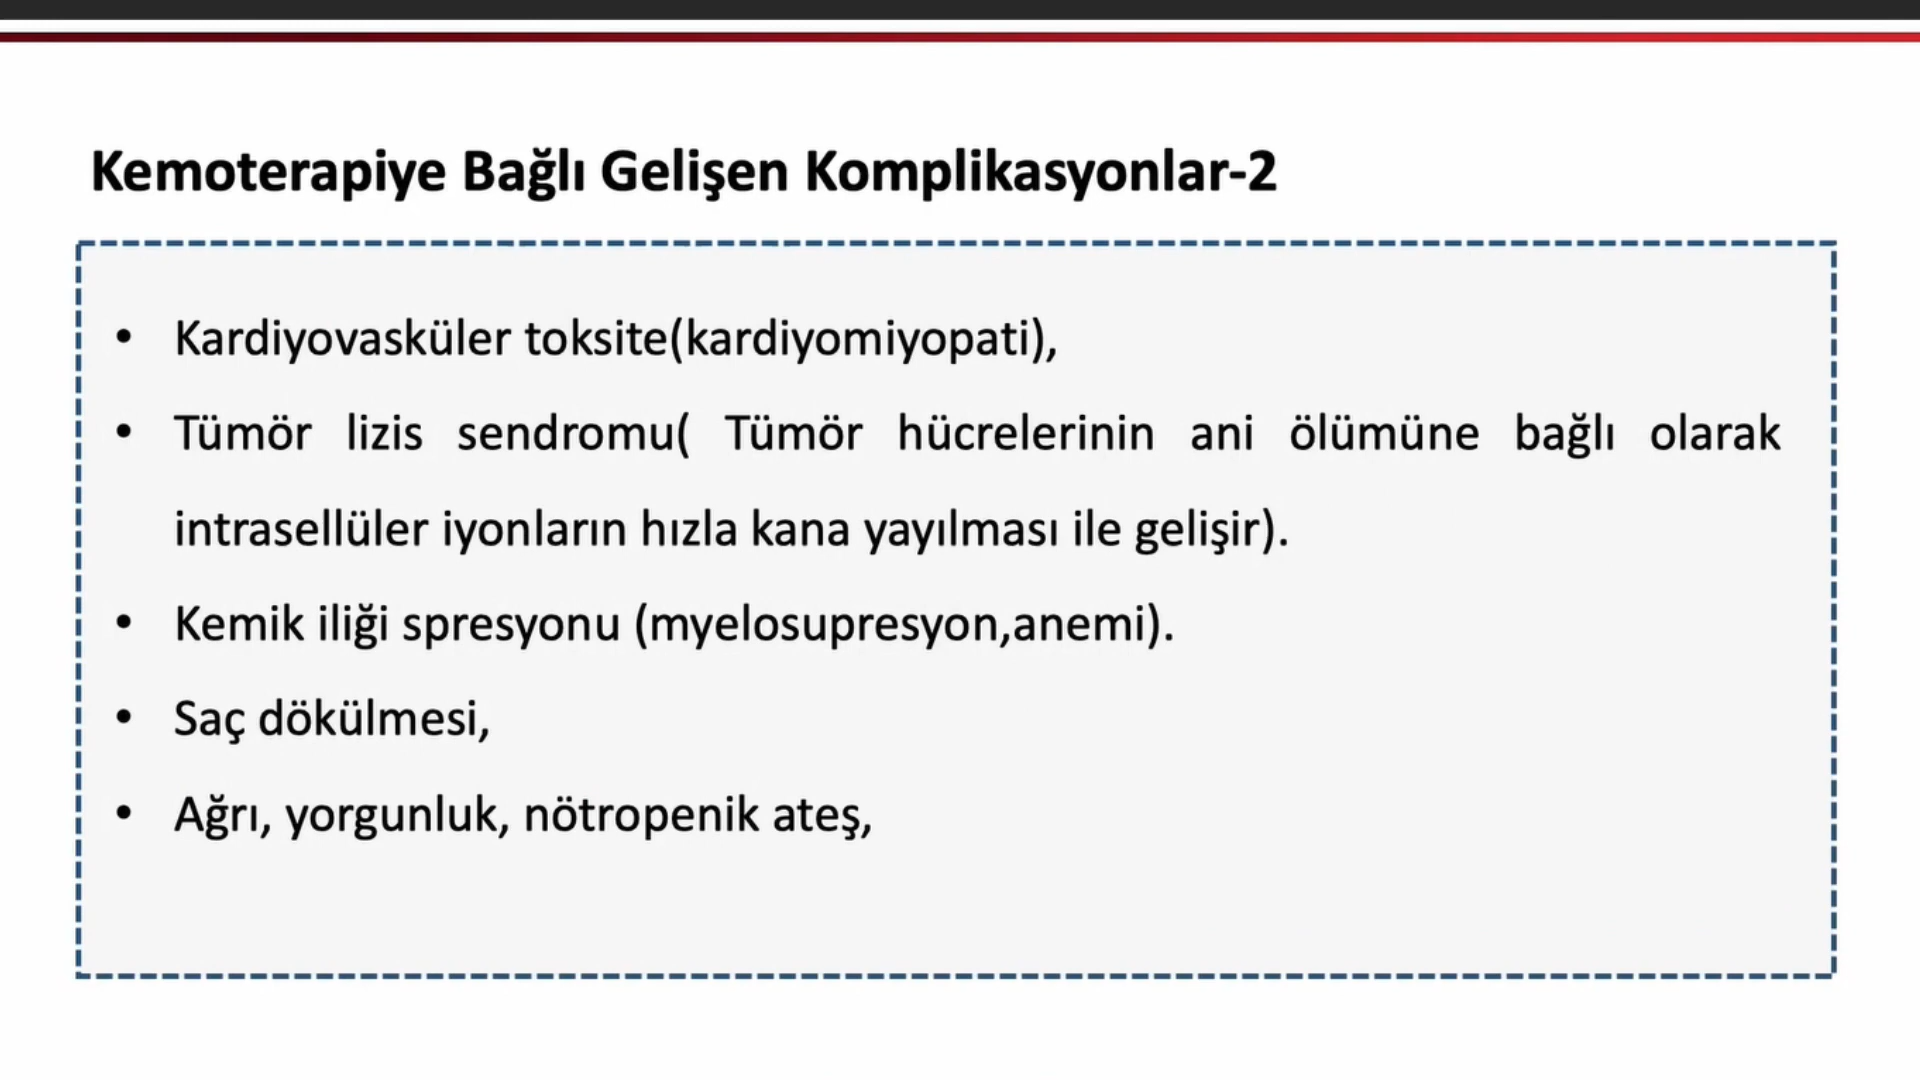 Kemoterapiye Bağlı Gelişen Komplikasyonlar-2
• Kardiyovasküler toksite(kardiyomiyopati),
• Tümör lizis sendromu( Tümör hücrelerinin ani ölümüne bağlı olarak
intrasellüler iyonların hızla kana yayılması ile gelişir).
• Kemik iliği spresyonu (myelosupresyon,anemi).
• Saç dökülmesi,
• Ağrı, yorgunluk, nötropenik ateş,